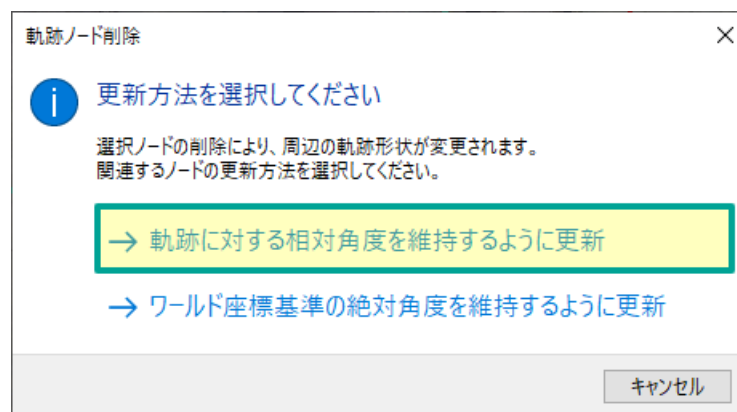 軌跡ノード削除
更新方法を選択してください
選択ノードの削除により、周辺の軌跡形状が変更されます。
関連するノードの更新方法を選択してください。
→ 軌跡に対する相対角度を維持するように更新
→ ワールド座標基準の絶対角度を維持するように更新
キャンセル